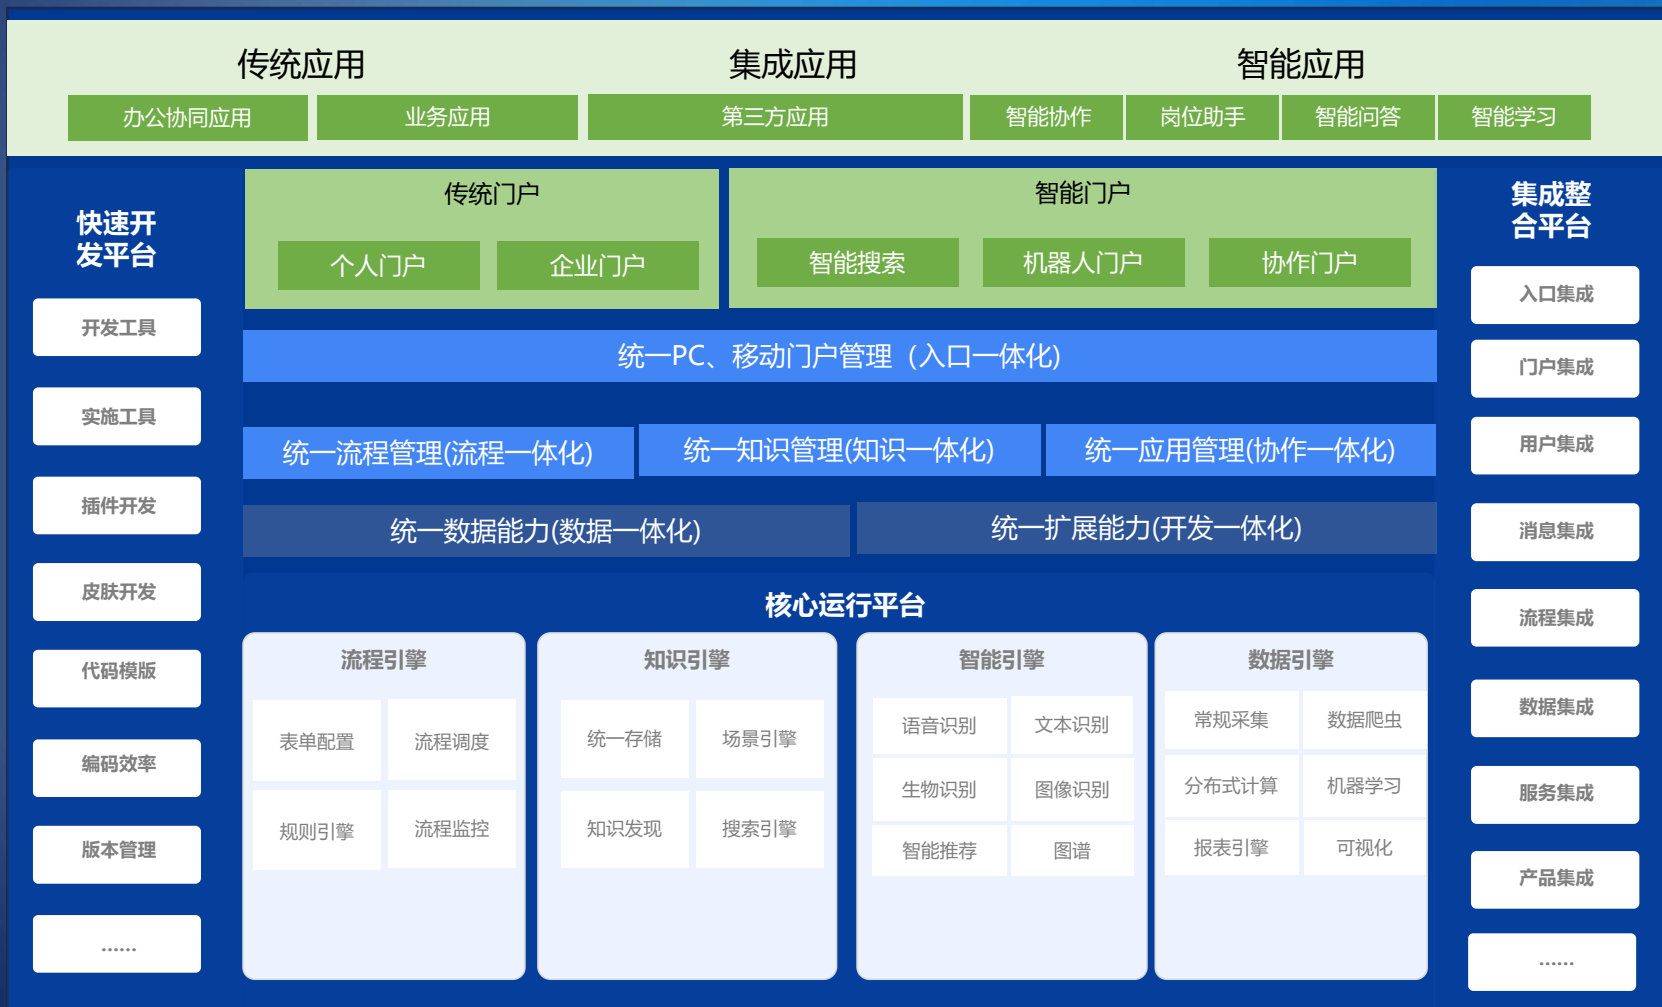 传统应用
集成应用
智能应用
办公协同应用
业务应用
第三方应用
智能协作
岗位助手
智能问答
智能学习
快速开
发平台
开发工具
实施工具
插件开发
皮肤开发
代码模版
编码效率
版本管理
......
传统门户
个人门户
企业门户
智能门户
智能搜索
机器人门户
协作门户
统一PC、移动门户管理（入口一体化)
统一流程管理(流程一体化)
统一知识管理(知识一体化)
统一应用管理(协作一体化)
统一数据能力(数据一体化)
统一扩展能力(开发一体化)
核心运行平台
流程引擎
表单配置
流程调度
规则引擎
流程监控
知识引擎
统一存储
场景引擎
知识发现
搜索引擎
智能引擎
语音识别
文本识别
生物识别
图像识别
智能推荐
图谱
数据引擎
常规采集
数据爬虫
分布式计算
机器学习
报表引擎
可视化
集成整
合平台
入口集成
门户集成
用户集成
消息集成
流程集成
数据集成
服务集成
产品集成
......